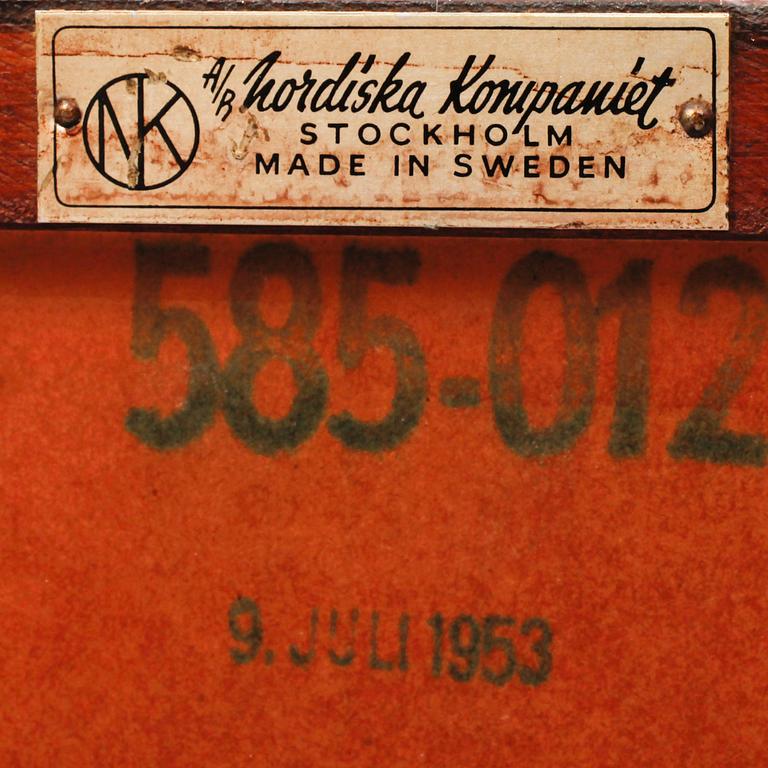 NK A/B Nordiska Kompaniet
STOCKHOLM
MADE IN SWEDEN
585-012
9. JULI 1953